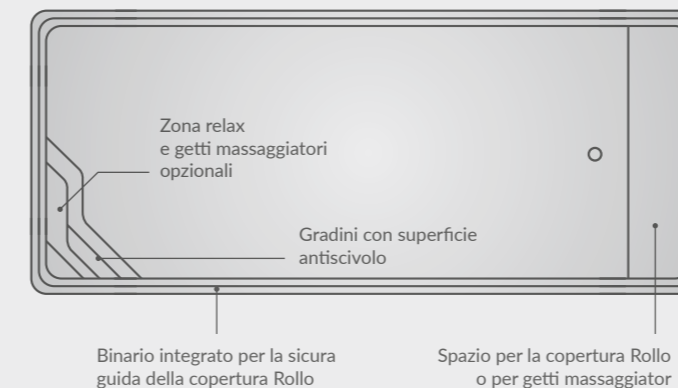 Zona relax
e getti massaggiatori
opzionali
Gradini con superficie
antiscivolo
Binario integrato per la sicura
guida della copertura Rollo
Spazio per la copertura Rollo
o per getti massaggiator